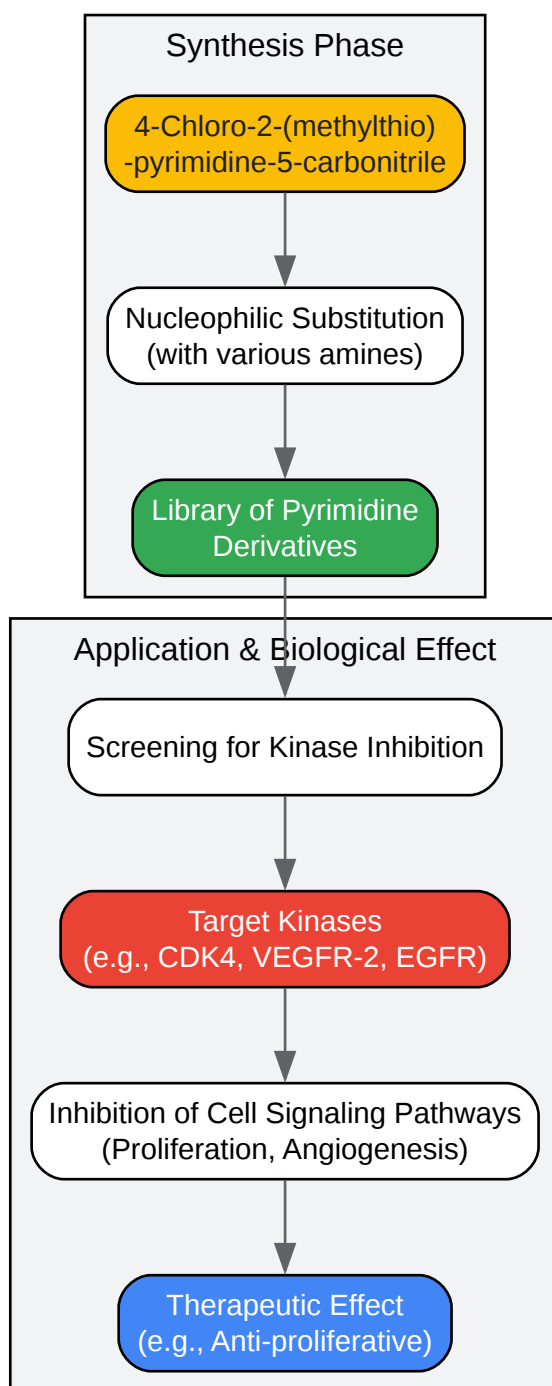 Synthesis Phase
4-Chloro-2-(methylthio)
-pyrimidine-5-carbonitrile
Nucleophilic Substitution
(with various amines)
Library of Pyrimidine
Derivatives
Application & Biological Effect
Screening for Kinase Inhibition
Target Kinases
(e.g., CDK4, VEGFR-2, EGFR)
Inhibition of Cell Signaling Pathways
(Proliferation, Angiogenesis)
Therapeutic Effect
(e.g., Anti-proliferative)